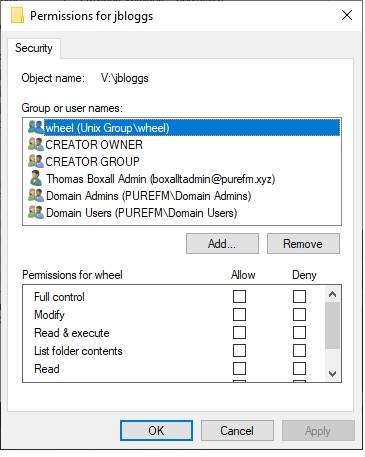 Permissions for jbloggs
Security
Object name: V:\jbloggs
Group or user names:
wheel (Unix Group\wheel)
CREATOR OWNER
CREATOR GROUP
Thomas Boxall Admin (boxalltadmin@purefm.xyz)
Domain Admins (PUREFM\Domain Admins)
Domain Users (PUREFM\Domain Users)
Add... Remove
Permissions for wheel Allow Deny
Full control
Modify
Read & execute
List folder contents
Read
OK Cancel Apply